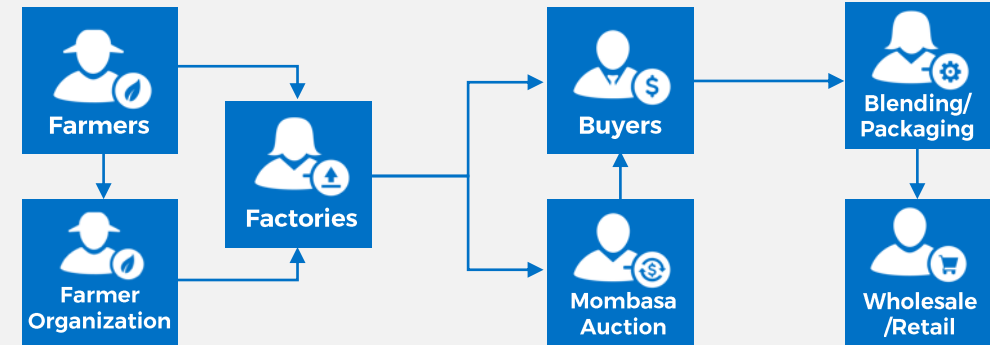 Farmers
Farmer
Organization
Factories
Buyers
$
Mombasa
Auction
$
Blending/
Packaging
Wholesale
/Retail